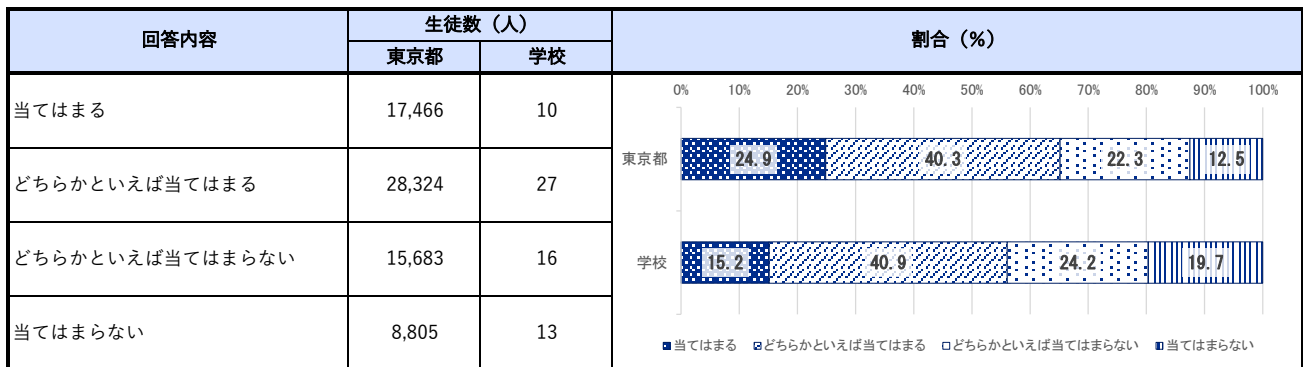 回答内容 生徒数（人） 割合（%）
東京都 学校
当てはまる 17,466 10
どちらかといえば当てはまる 28,324 27
どちらかといえば当てはまらない 15,683 16
当てはまらない 8,805 13
0% 10% 20% 30% 40% 50% 60% 70% 80% 90% 100%
東京都 24.9 40.3 22.3 12.5
学校 15.2 40.9 24.2 19.7
当てはまる どちらかといえば当てはまる どちらかといえば当てはまらない 当てはまらない